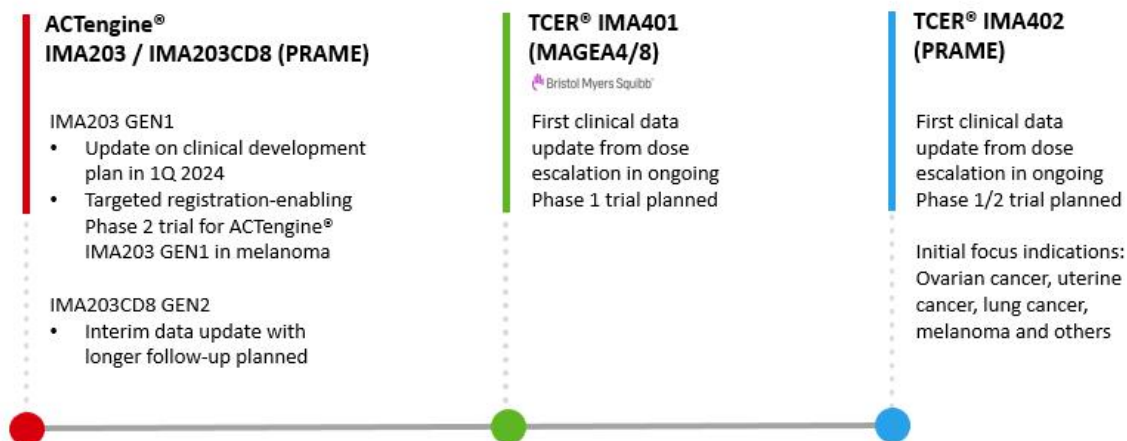 ACTengine®
IMA203 / IMA203CD8 (PRAME)
IMA203 GEN1
• Update on clinical development
plan in 1Q 2024
• Targeted registration-enabling
Phase 2 trial for ACTengine®
IMA203 GEN1 in melanoma
IMA203CD8 GEN2
• Interim data update with
longer follow-up planned
TCER® IMA401
(MAGEA4/8)
Bristol Myers Squibb™
First clinical data
update from dose
escalation in ongoing
Phase 1 trial planned
TCER® IMA402
(PRAME)
First clinical data
update from dose
escalation in ongoing
Phase 1/2 trial planned
Initial focus indications:
Ovarian cancer, uterine
cancer, lung cancer,
melanoma and others